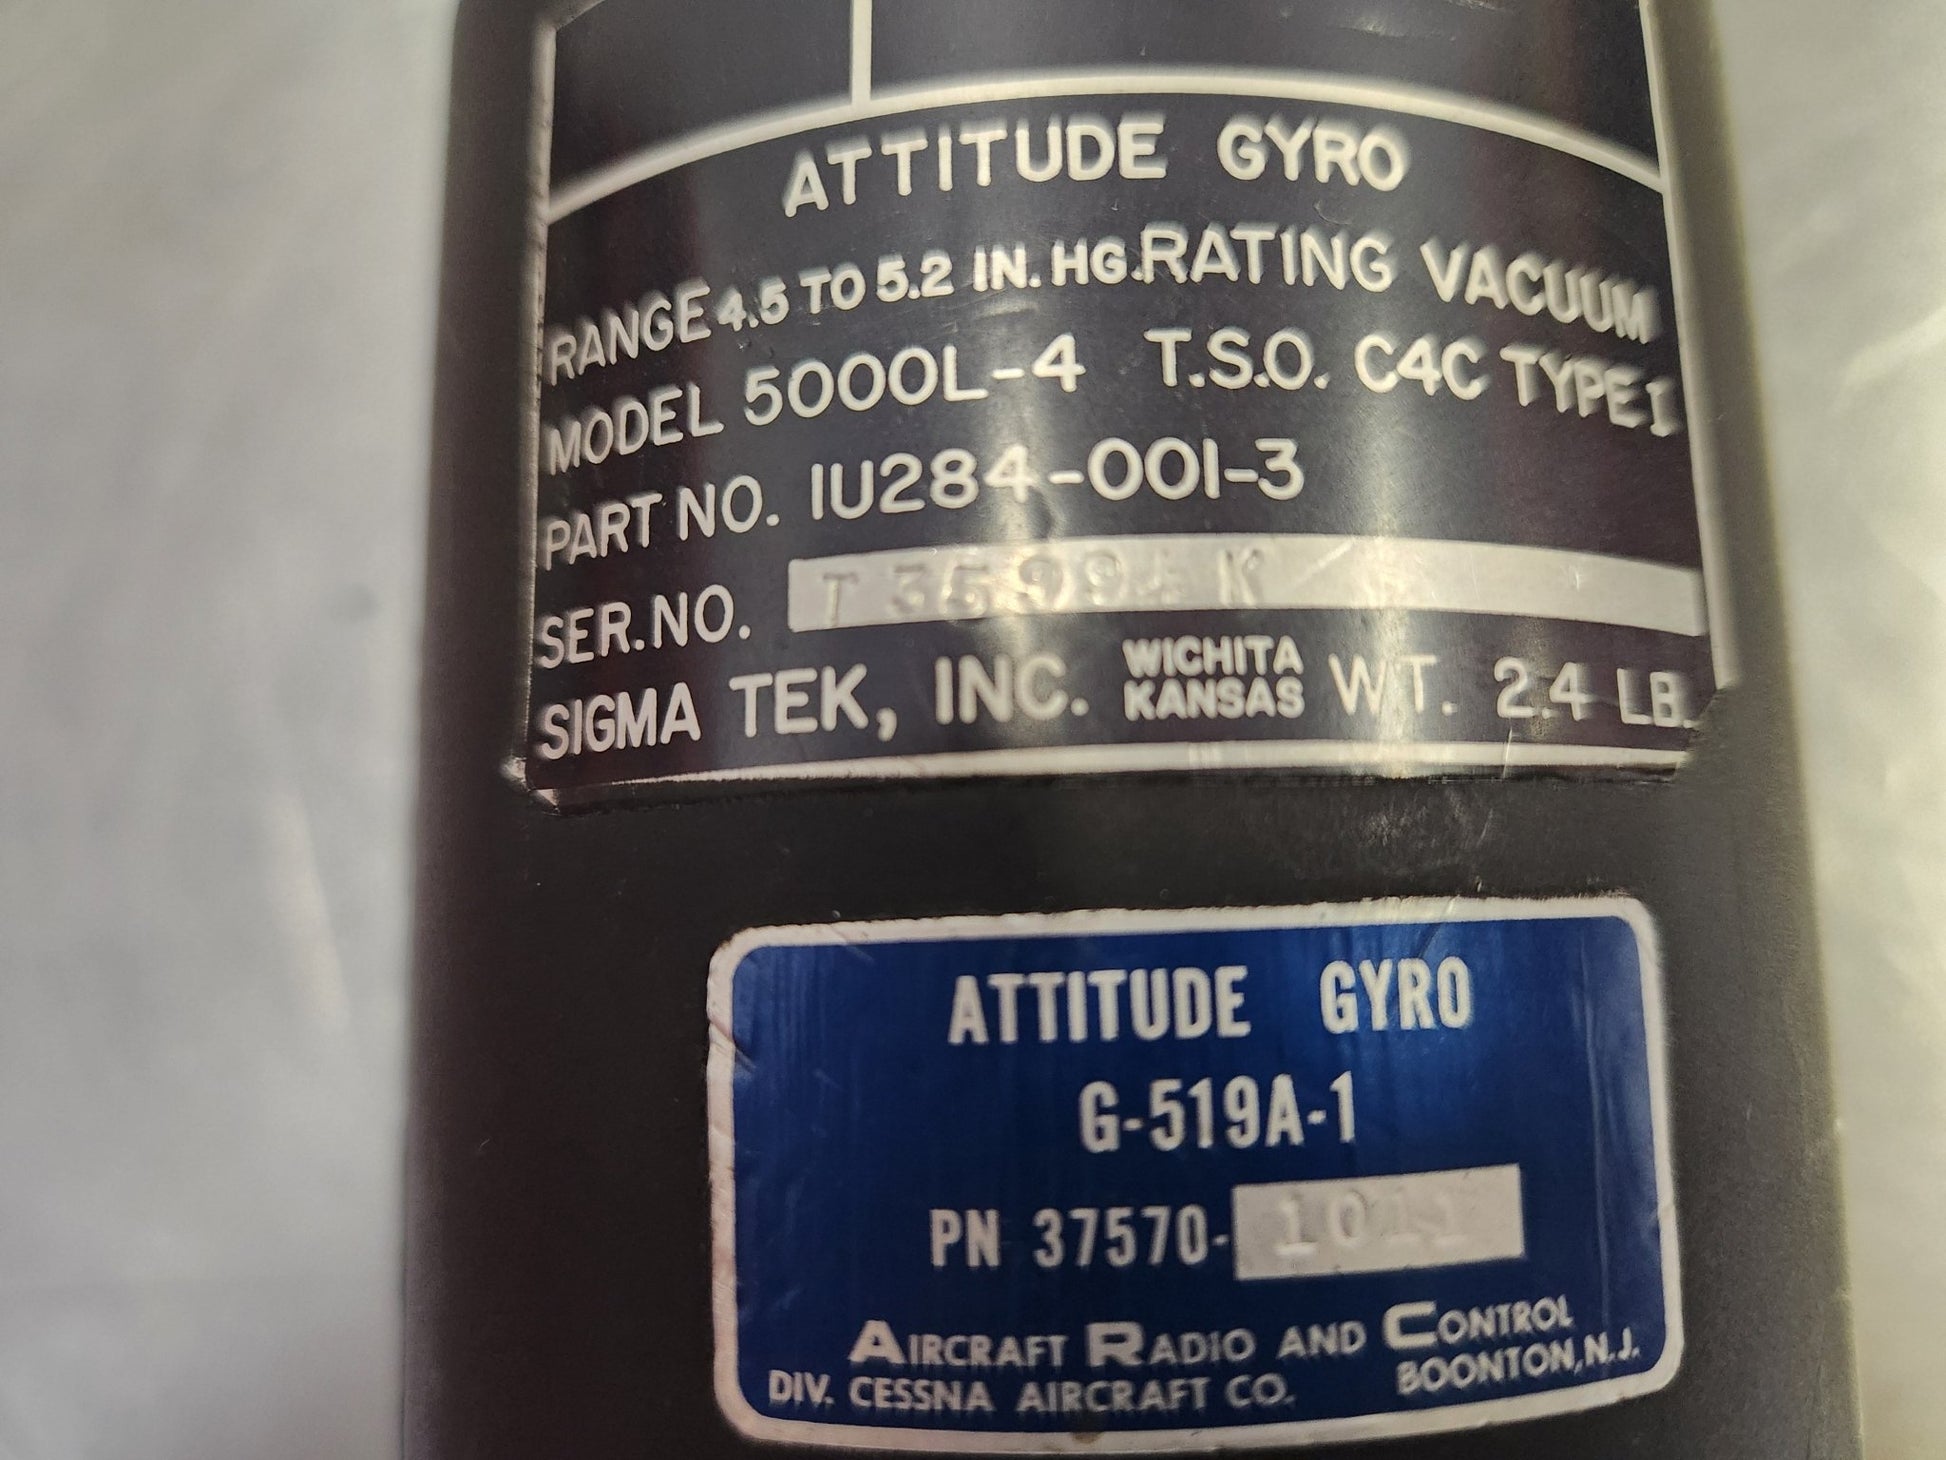 ATTITUDE GYRO
RANGE 4.5 TO 5.2 IN. HG. RATING VACUUM
MODEL 5000L-4 T.S.O. C4C TYPE I
PART NO. 1U284-001-3
SER. NO. T
SIGMA TEK, INC. WICHITA KANSAS WT. 2.4 LB.
ATTITUDE GYRO
G-519A-1
PN 37570-1011
AIRCRAFT RADIO AND CONTROL
DIV. CESSNA AIRCRAFT CO. BOONTON, N.J.